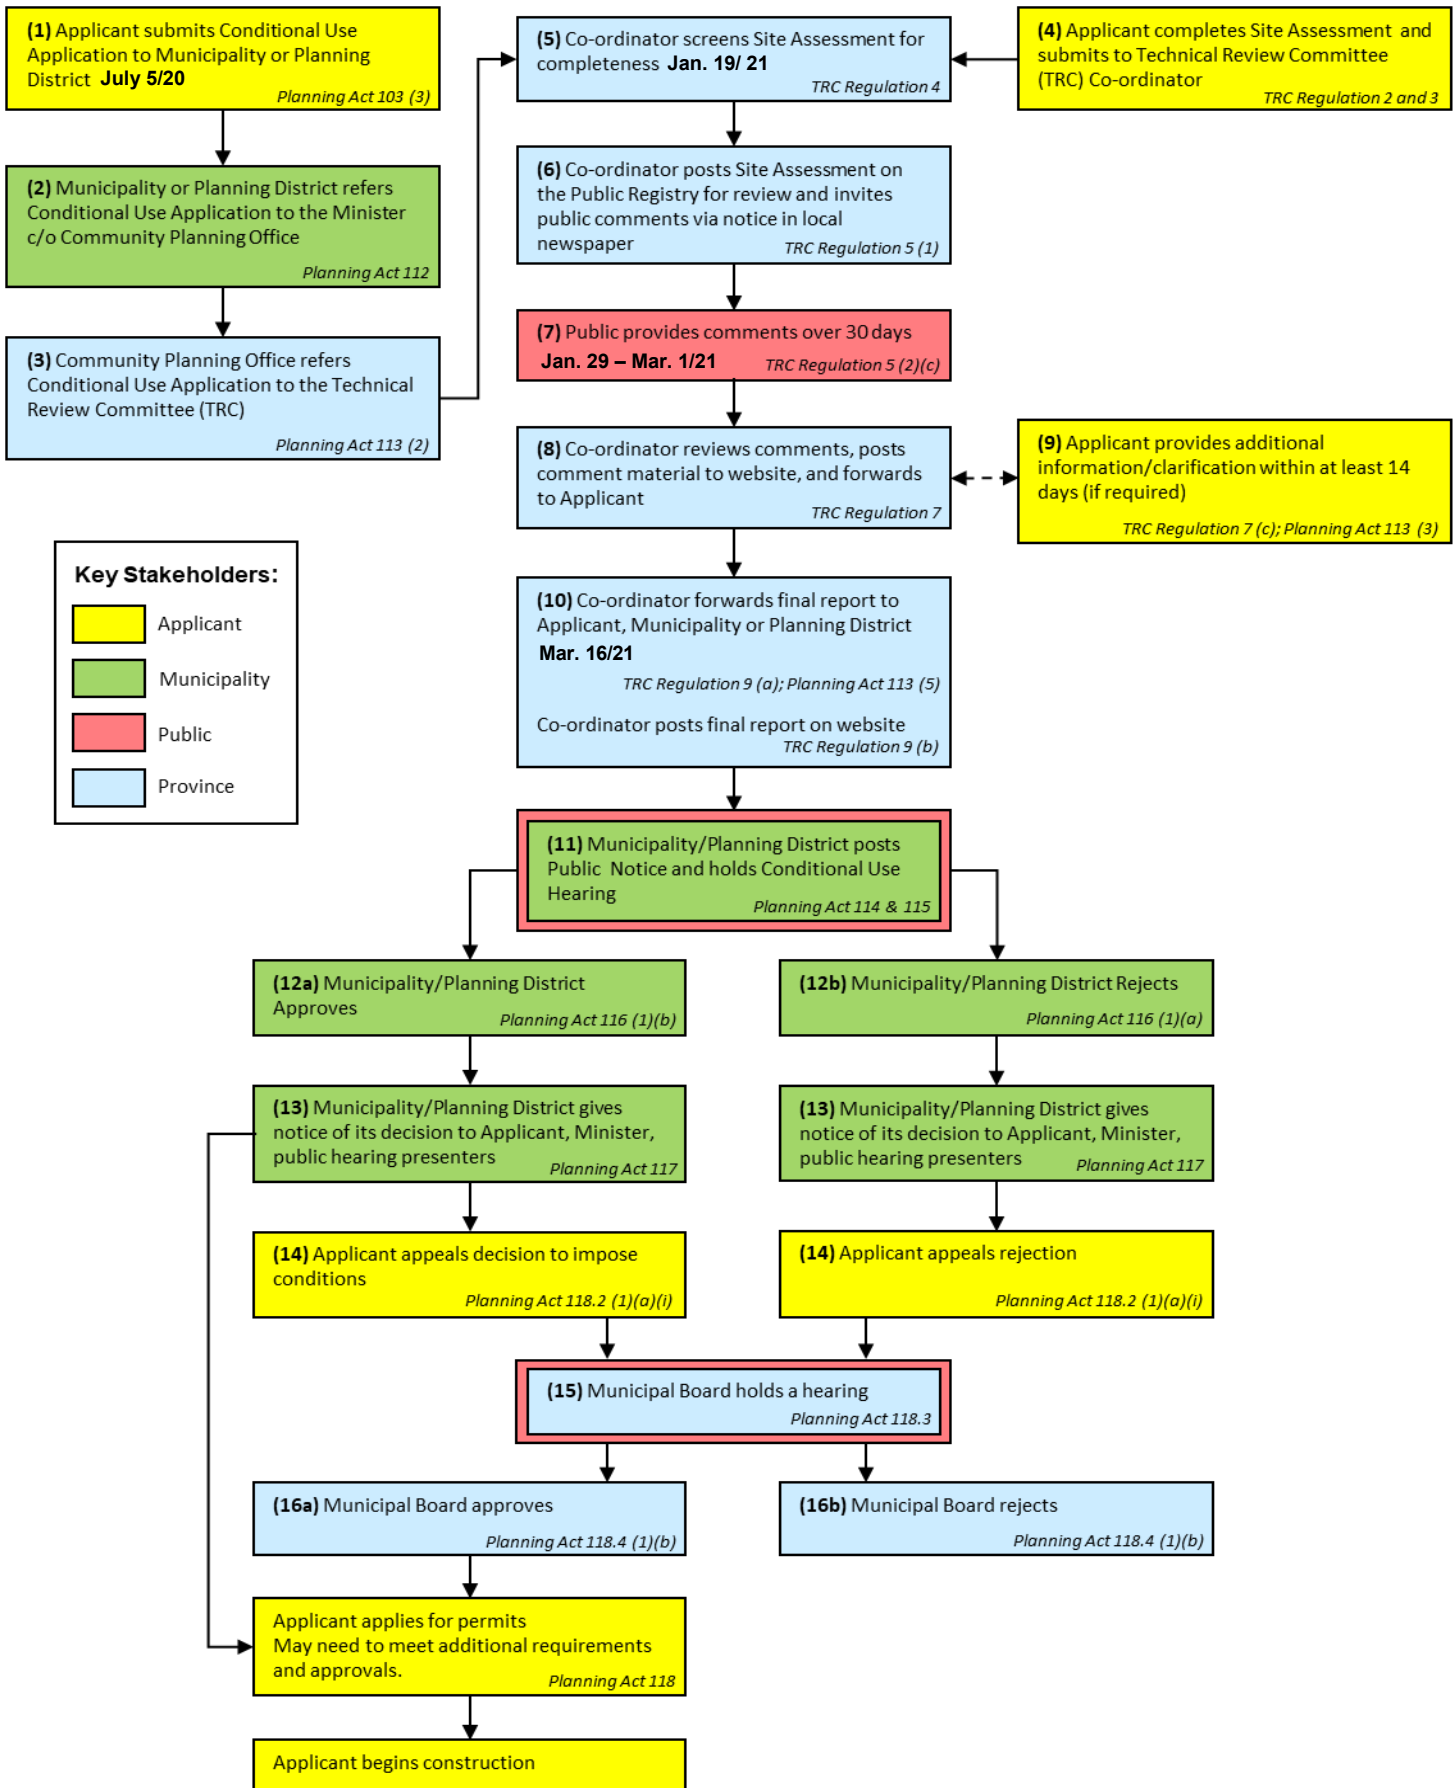 (1) Applicant submits Conditional Use
Application to Municipality or Planning
District July 5/20
Planning Act 103 (3)
(2) Municipality or Planning District refers
Conditional Use Application to the Minister
c/o Community Planning Office
Planning Act 112
(3) Community Planning Office refers
Conditional Use Application to the Technical
Review Committee (TRC)
Planning Act 113 (2)
(4) Applicant completes Site Assessment and
submits to Technical Review Committee
(TRC) Co-ordinator
TRC Regulation 2 and 3
(5) Co-ordinator screens Site Assessment for
completeness Jan. 19/ 21
TRC Regulation 4
(6) Co-ordinator posts Site Assessment on
the Public Registry for review and invites
public comments via notice in local
newspaper
TRC Regulation 5 (1)
(7) Public provides comments over 30 days
Jan. 29 – Mar. 1/21
TRC Regulation 5 (2)(c)
(8) Co-ordinator reviews comments, posts
comment material to website, and forwards
to Applicant
TRC Regulation 7
(9) Applicant provides additional
information/clarification within at least 14
days (if required)
TRC Regulation 7 (c); Planning Act 113 (3)
Key Stakeholders:
Applicant
Municipality
Public
Province
(10) Co-ordinator forwards final report to
Applicant, Municipality or Planning District
Mar. 16/21
TRC Regulation 9 (a); Planning Act 113 (5)
Co-ordinator posts final report on website
TRC Regulation 9 (b)
(11) Municipality/Planning District posts
Public Notice and holds Conditional Use
Hearing
Planning Act 114 & 115
(12a) Municipality/Planning District
Approves
Planning Act 116 (1)(b)
(12b) Municipality/Planning District Rejects
Planning Act 116 (1)(a)
(13) Municipality/Planning District gives
notice of its decision to Applicant, Minister,
public hearing presenters
Planning Act 117
(13) Municipality/Planning District gives
notice of its decision to Applicant, Minister,
public hearing presenters
Planning Act 117
(14) Applicant appeals decision to impose
conditions
Planning Act 118.2 (1)(a)(i)
(14) Applicant appeals rejection
Planning Act 118.2 (1)(a)(i)
(15) Municipal Board holds a hearing
Planning Act 118.3
(16a) Municipal Board approves
Planning Act 118.4 (1)(b)
(16b) Municipal Board rejects
Planning Act 118.4 (1)(b)
Applicant applies for permits
May need to meet additional requirements
and approvals.
Planning Act 118
Applicant begins construction